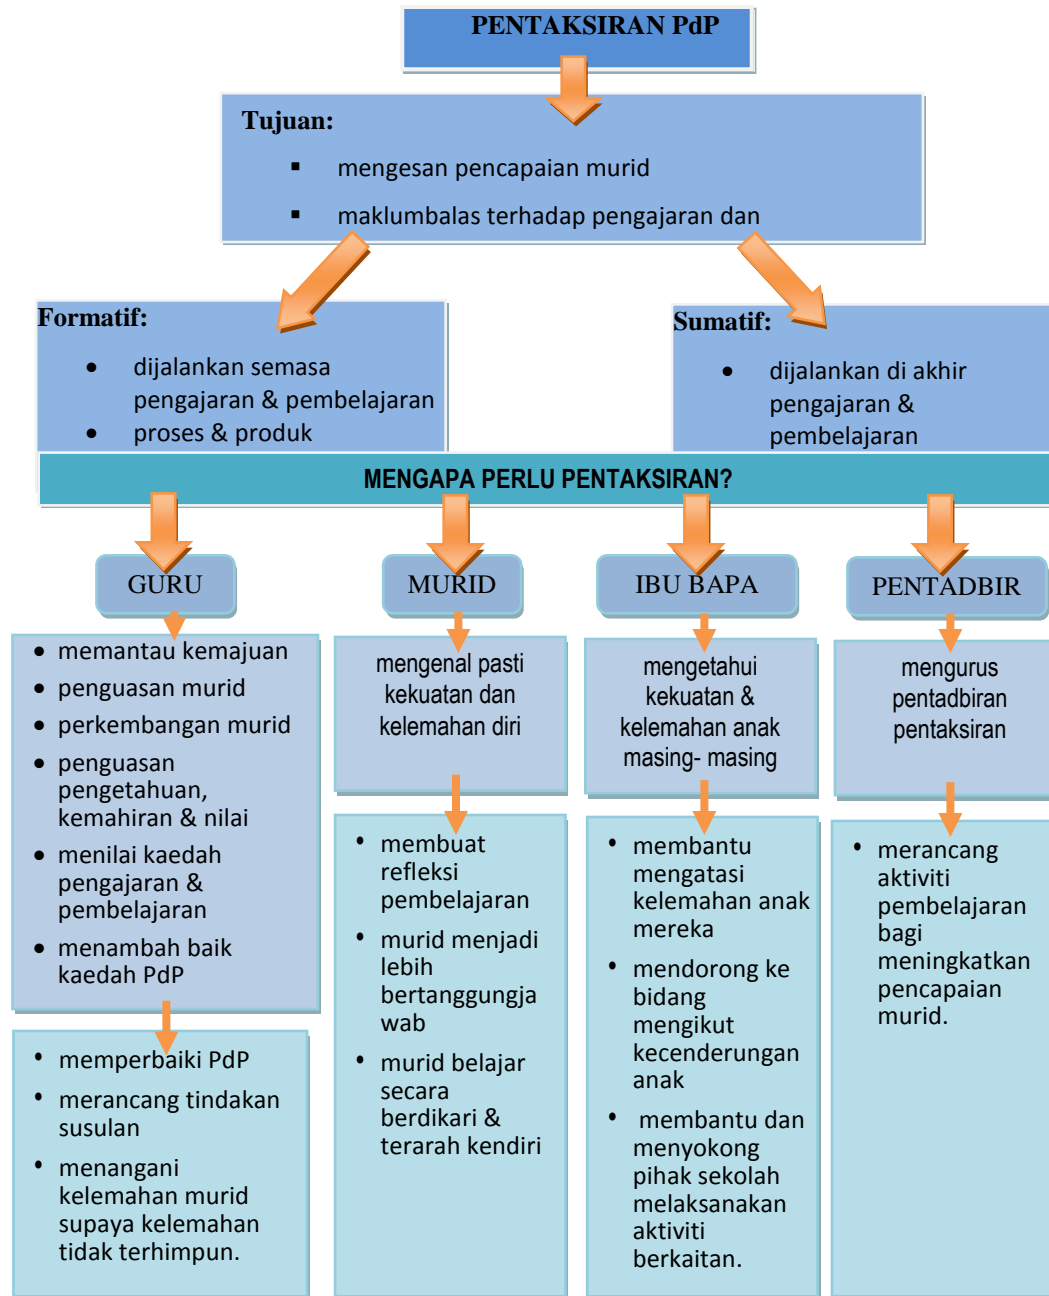 PENTAKSIRAN PdP
Tujuan:
▪ mengesan pencapaian murid
▪ maklumbalas terhadap pengajaran dan
Formatif:
• dijalankan semasa
pengajaran & pembelajaran
• proses & produk
Sumatif:
• dijalankan di akhir
pengajaran &
pembelajaran
MENGAPA PERLU PENTAKSIRAN?
GURU
• memantau kemajuan
• penguasan murid
• perkembangan murid
• penguasan
pengetahuan,
kemahiran & nilai
• menilai kaedah
pengajaran &
pembelajaran
• menambah baik
kaedah PdP
• memperbaiki PdP
• merancang tindakan
susulan
• menangani
kelemahan murid
supaya kelemahan
tidak terhimpun.
MURID
mengenal pasti
kekuatan dan
kelemahan diri
• membuat
refleksi
pembelajaran
• murid menjadi
lebih
bertanggungja
wab
• murid belajar
secara
berdikari &
terarah kendiri
IBU BAPA
mengetahui
kekuatan &
kelemahan anak
masing- masing
• membantu
mengatasi
kelemahan anak
mereka
• mendorong ke
bidang
mengikut
kecenderungan
anak
• membantu dan
menyokong
pihak sekolah
melaksanakan
aktiviti
berkaitan.
PENTADBIR
mengurus
pentadbiran
pentaksiran
• merancang
aktiviti
pembelajaran
bagi
meningkatkan
pencapaian
murid.